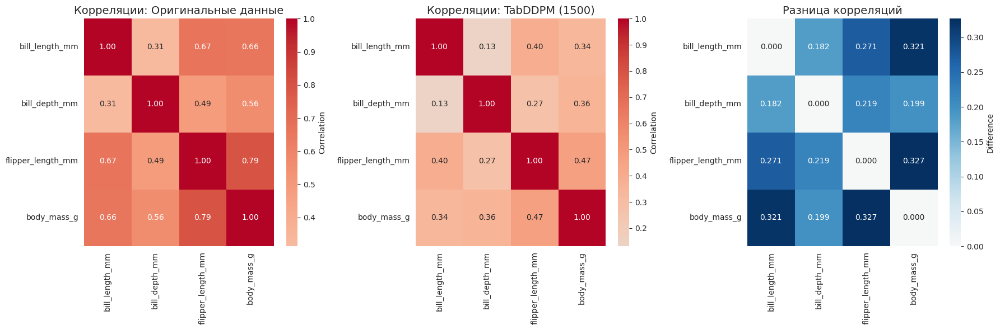 Корреляции: Оригинальные данные
bill_length_mm 1.00 0.31 0.67 0.66
bill_depth_mm 0.31 1.00 0.49 0.56
flipper_length_mm 0.67 0.49 1.00 0.79
body_mass_g 0.66 0.56 0.79 1.00
bill_length_mm bill_depth_mm flipper_length_mm body_mass_g
1.0
0.9
0.8
0.7
0.6
0.5
0.4
Correlation
Корреляции: TabDDPM (1500)
bill_length_mm 1.00 0.13 0.40 0.34
bill_depth_mm 0.13 1.00 0.27 0.36
flipper_length_mm 0.40 0.27 1.00 0.47
body_mass_g 0.34 0.36 0.47 1.00
bill_length_mm bill_depth_mm flipper_length_mm body_mass_g
1.0
0.9
0.8
0.7
0.6
0.5
0.4
0.3
0.2
Correlation
Разница корреляций
bill_length_mm 0.000 0.182 0.271 0.321
bill_depth_mm 0.182 0.000 0.219 0.199
flipper_length_mm 0.271 0.219 0.000 0.327
body_mass_g 0.321 0.199 0.327 0.000
bill_length_mm bill_depth_mm flipper_length_mm body_mass_g
0.30
0.25
0.20
0.15
0.10
0.05
0.00
Difference